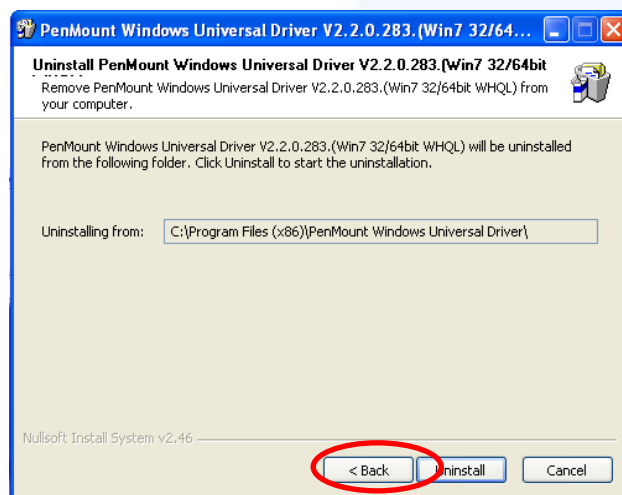 PenMount Windows Universal Driver V2.2.0.283.(Win7 32/64...
Uninstall PenMount Windows Universal Driver V2.2.0.283.(Win7 32/64bit
Remove PenMount Windows Universal Driver V2.2.0.283.(Win7 32/64bit WHQL) from
your computer.
PenMount Windows Universal Driver V2.2.0.283.(Win7 32/64bit WHQL) will be uninstalled
from the following folder. Click Uninstall to start the uninstallation.
Uninstalling from: C:\Program Files (x86)\PenMount Windows Universal Driver\
Nullsoft Install System v2.46
< Back Uninstall Cancel